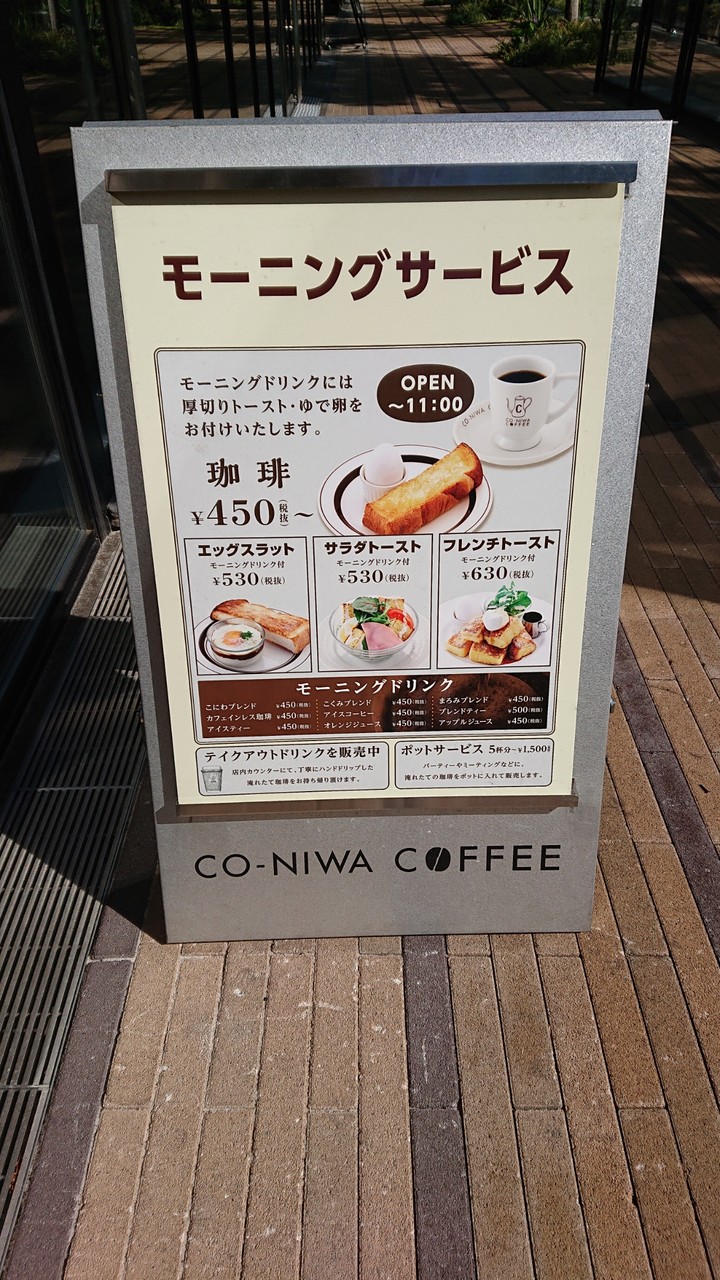 モーニングサービス
モーニングドリンクには
厚切りトースト・ゆで卵を
お付けいたします。
OPEN
～11:00
CO-NIWA
COFFEE
珈琲
¥450(税抜)～
エッグスラット
モーニングドリンク付
¥530(税抜)
サラダトースト
モーニングドリンク付
¥530(税抜)
フレンチトースト
モーニングドリンク付
¥630(税抜)
モーニングドリンク
こにわブレンド ¥450(税抜)
カフェインレス珈琲 ¥450(税抜)
アイスティー ¥450(税抜)
こくみブレンド ¥450(税抜)
アイスコーヒー ¥450(税抜)
オレンジジュース ¥450(税抜)
まろみブレンド ¥450(税抜)
ブレンドティー ¥500(税抜)
アップルジュース ¥450(税抜)
テイクアウトドリンクを販売中
店内カウンターにて、丁寧にハンドドリップした
淹れたて珈琲をお持ち帰り頂けます。
ポットサービス 5杯分～¥1,500(税抜)
パーティーやミーティングなどに。
淹れたての珈琲をポットに入れて販売します。
CO-NIWA COFFEE